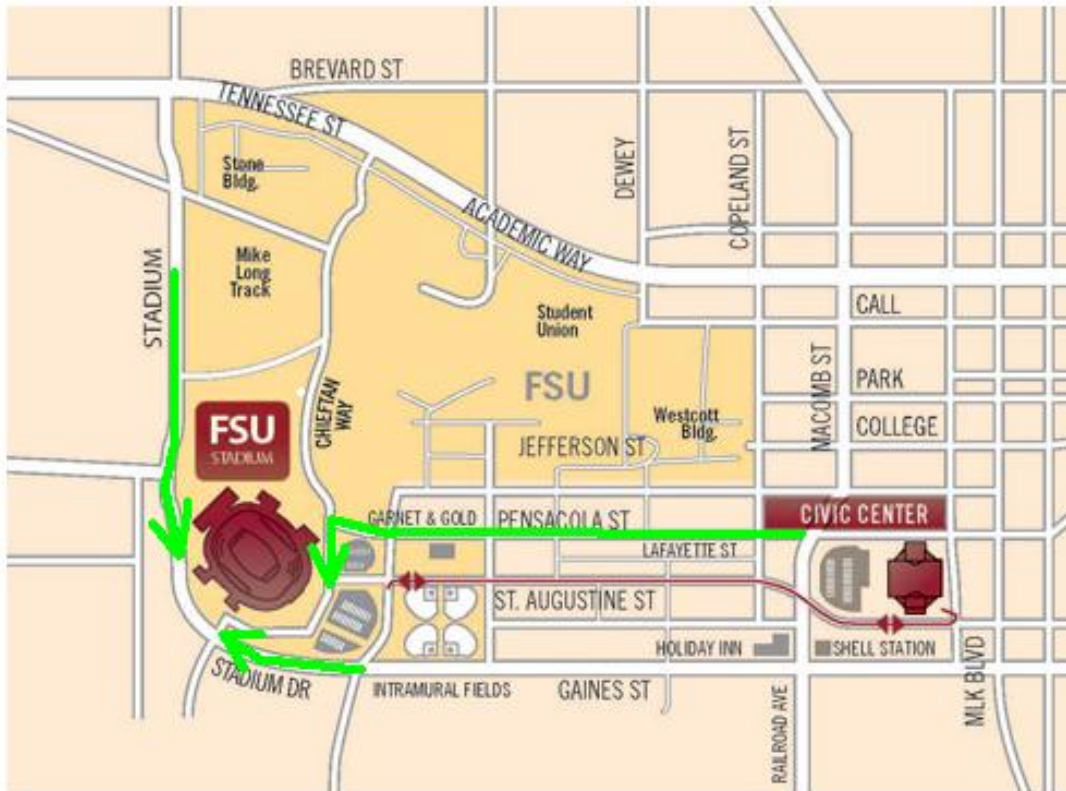 BREVARD ST
TENNESSEE ST
Stone
Bldg.
DEWEY
COPELAND ST
ACADEMIC WAY
Mike
Long
Track
STADIUM
Student
Union
CALL
FSU
PARK
MACOMB ST
CHIEFTAN
WAY
FSU
STADIUM
Westcott
Bldg.
COLLEGE
JEFFERSON ST
GARNET & GOLD
PENSACOLA ST
CIVIC CENTER
LAFAYETTE ST
ST. AUGUSTINE ST
HOLIDAY INN
SHELL STATION
STADIUM DR
INTRAMURAL FIELDS
GAINES ST
MLK BLVD
RAILROAD AVE